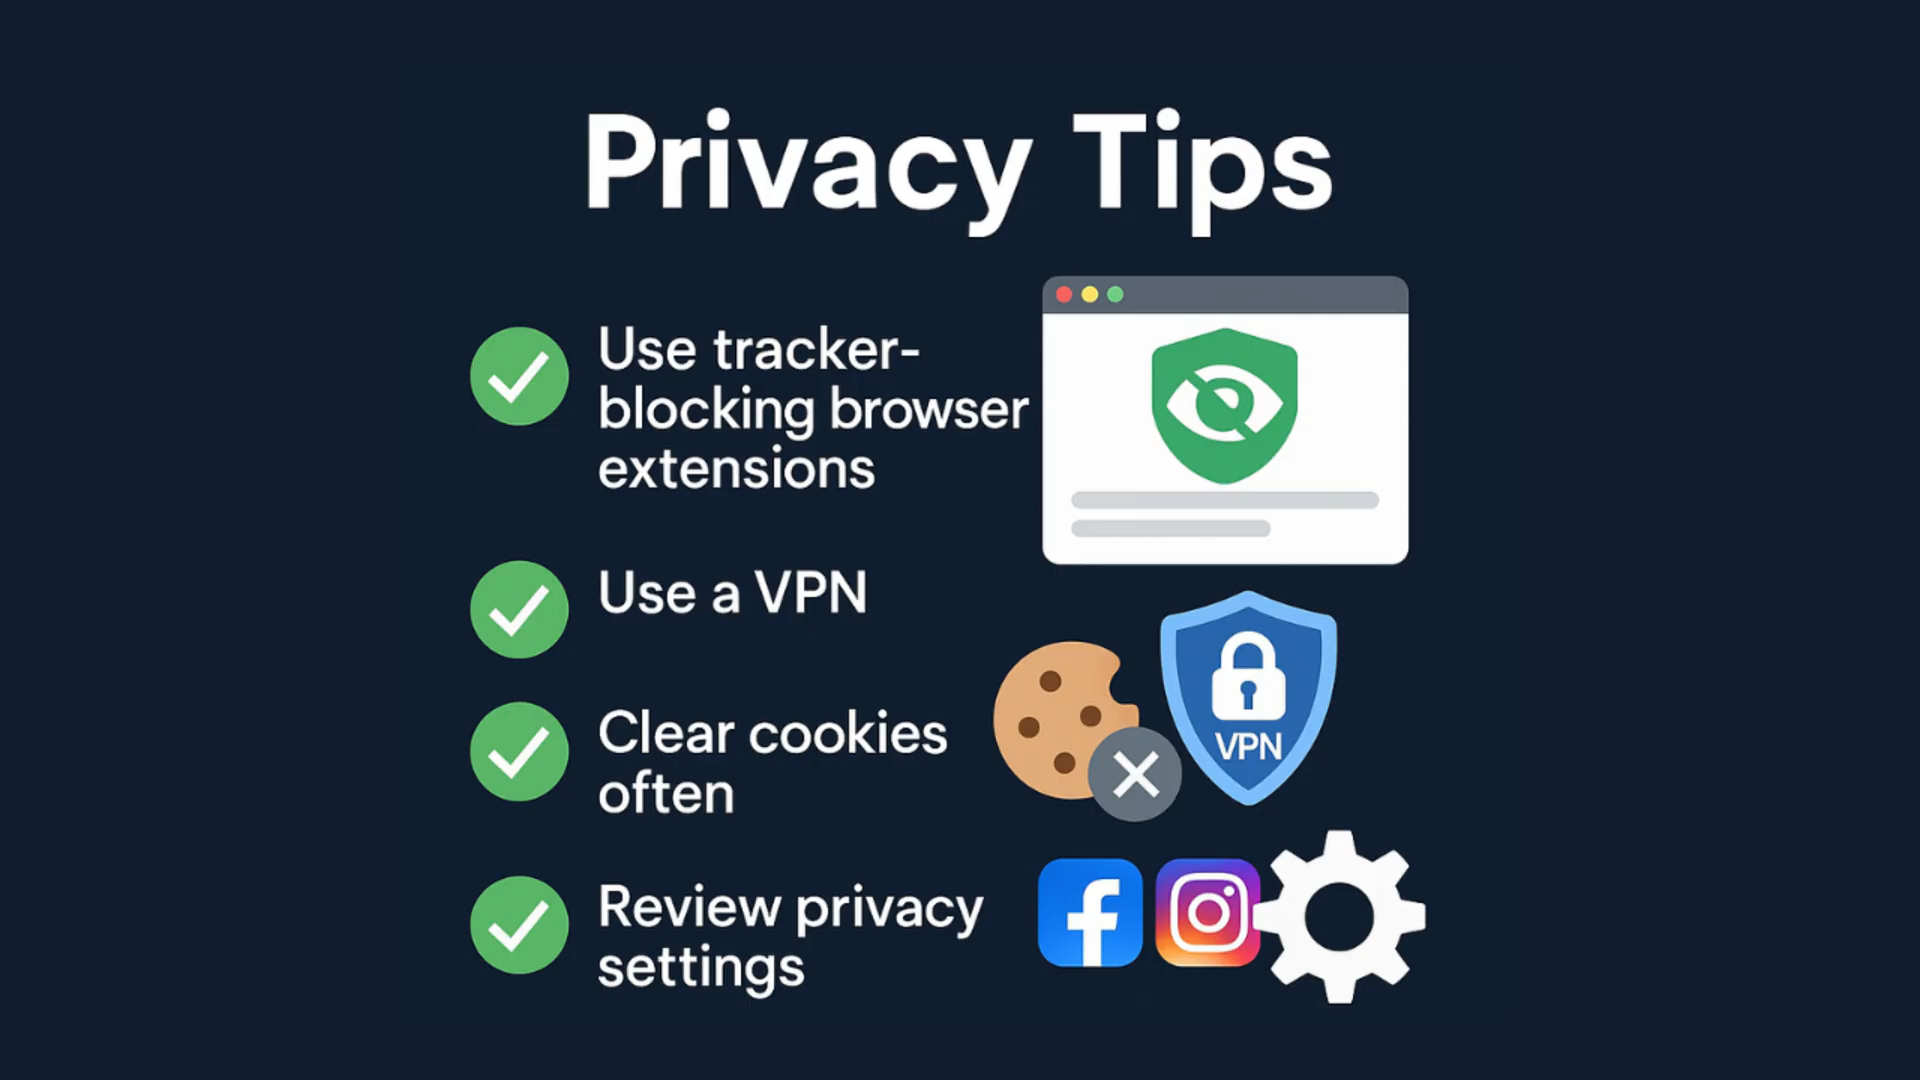 Privacy Tips
Use tracker-
blocking browser
extensions
Use a VPN
Clear cookies
often
VPN
Review privacy
settings